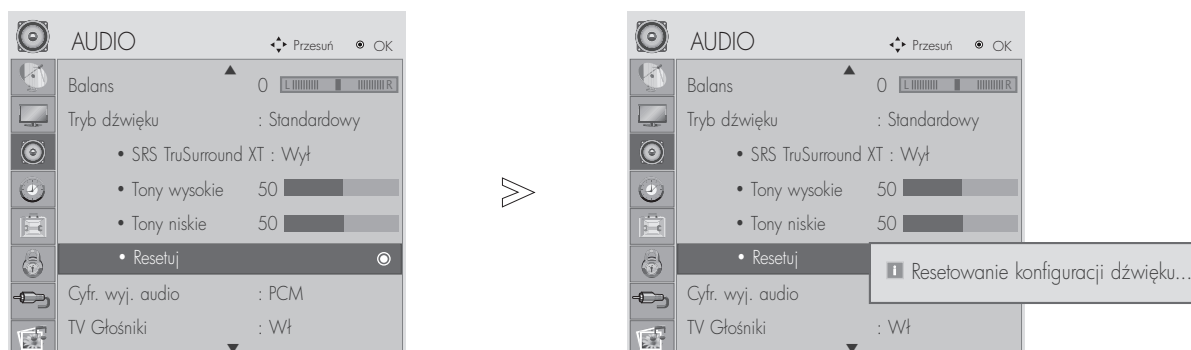 AUDIO Przesuń OK
Balans 0 L R
Tryb dźwięku : Standardowy
• SRS TruSurround XT : Wył
• Tony wysokie 50
• Tony niskie 50
• Resetuj
Cyfr. wyj. audio : PCM
TV Głośniki : Wł
AUDIO Przesuń OK
Balans 0 L R
Tryb dźwięku : Standardowy
• SRS TruSurround XT : Wył
• Tony wysokie 50
• Tony niskie 50
• Resetuj
Resetowanie konfiguracji dźwięku...
Cyfr. wyj. audio
TV Głośniki : Wł